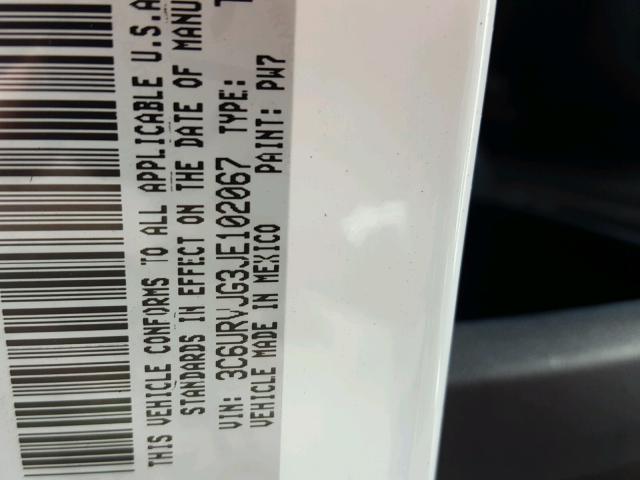 THIS VEHICLE CONFORMS TO ALL APPLICABLE U.S.A
STANDARDS IN EFFECT ON THE DATE OF MANU
VIN: 3C6URVJG3JE102067 TYPE:
VEHICLE MADE IN MEXICO PAINT: PW7